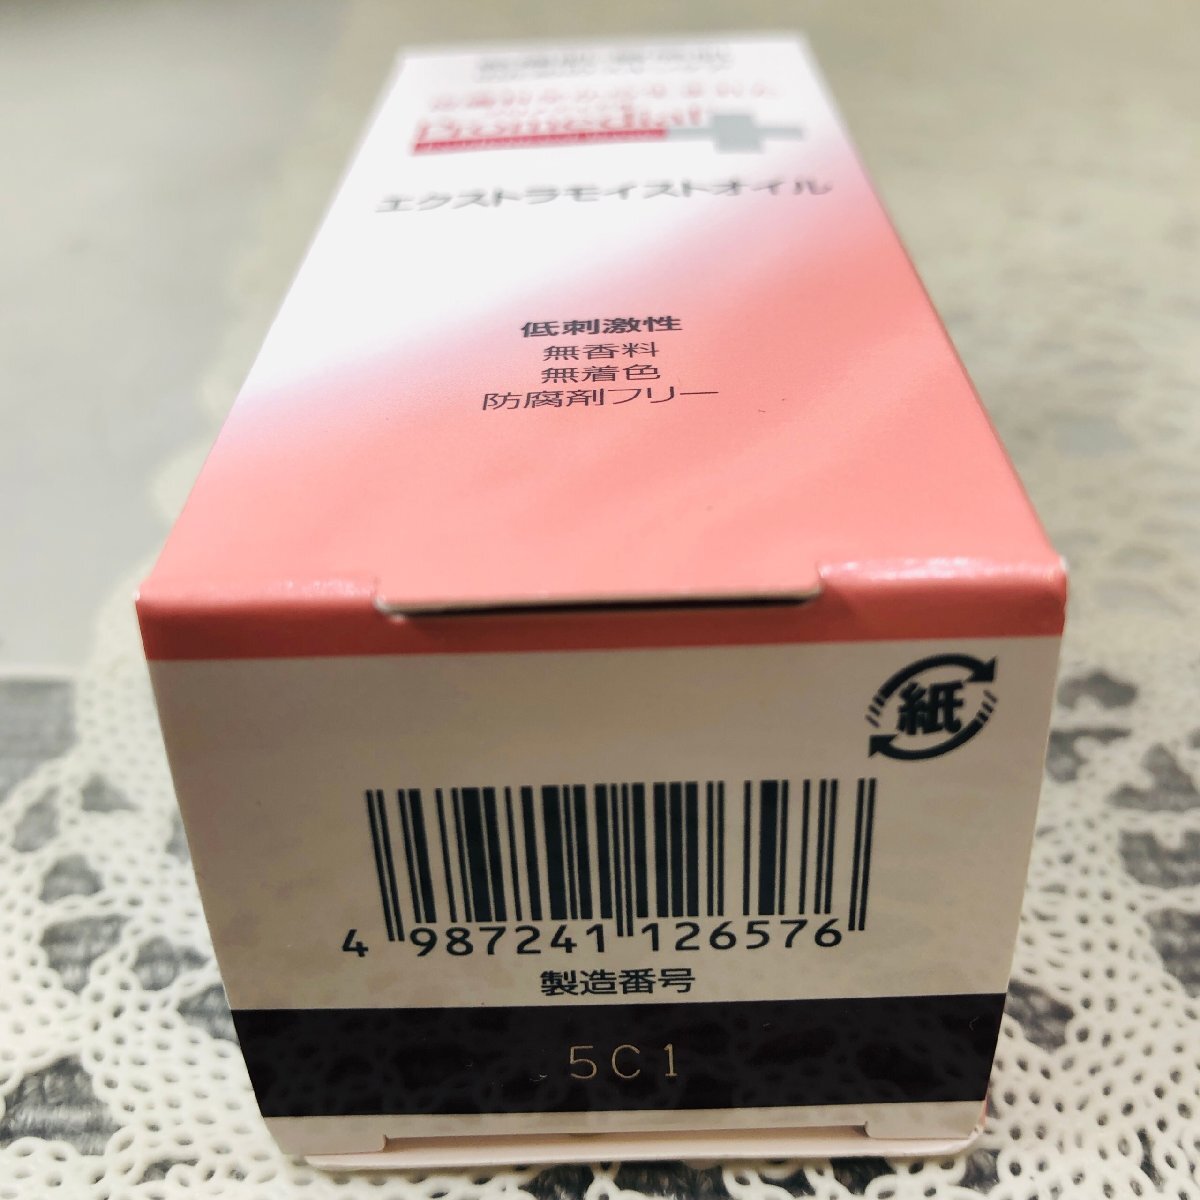 Promedial
エクストラモイストオイル
低刺激性
無香料
無着色
防腐剤フリー
紙
4 987241 126576
製造番号
5C1